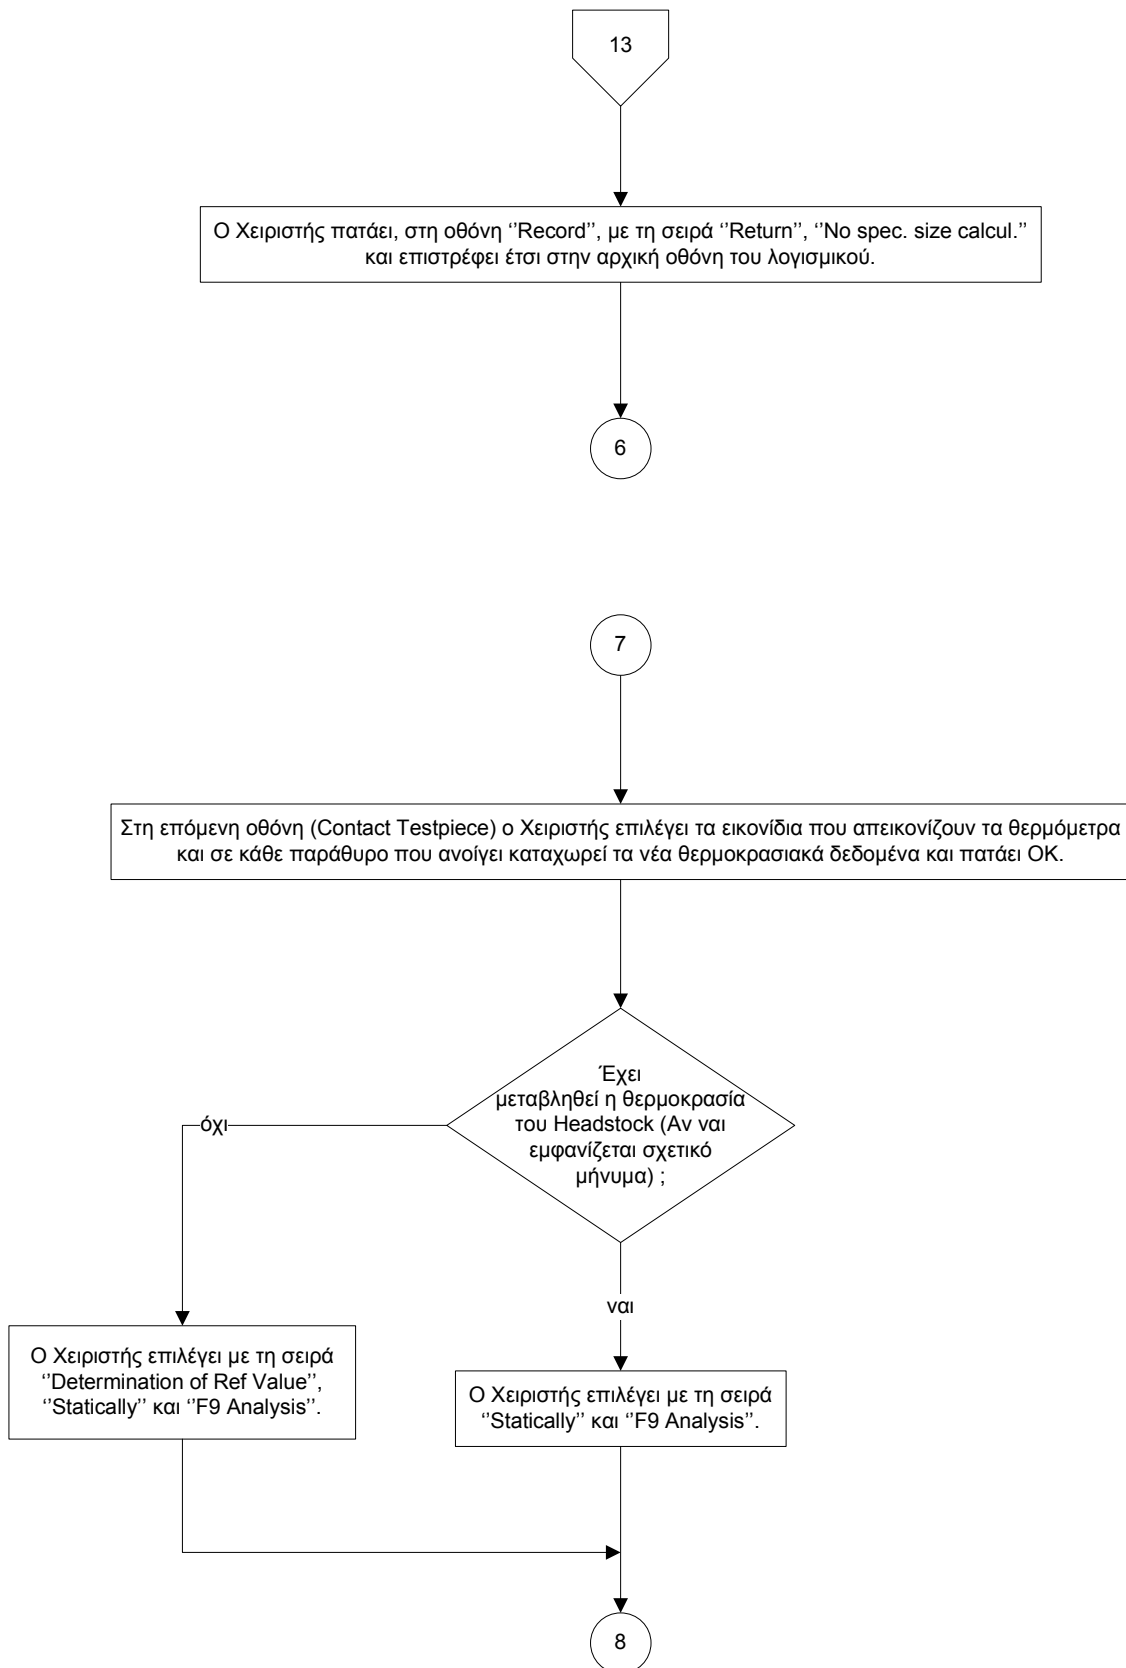 13
Ο Χειριστής πατάει, στη οθόνη ‘’Record’’, με τη σειρά ‘’Return’’, ‘’No spec. size calcul.’’
και επιστρέφει έτσι στην αρχική οθόνη του λογισμικού.
6
7
Στη επόμενη οθόνη (Contact Testpiece) ο Χειριστής επιλέγει τα εικονίδια που απεικονίζουν τα θερμόμετρα
και σε κάθε παράθυρο που ανοίγει καταχωρεί τα νέα θερμοκρασιακά δεδομένα και πατάει ΟΚ.
Έχει
μεταβληθεί η θερμοκρασία
του Headstock (Αν ναι
εμφανίζεται σχετικό
μήνυμα) ;
όχι
ναι
Ο Χειριστής επιλέγει με τη σειρά
‘’Determination of Ref Value’’,
‘’Statically’’ και ‘’F9 Analysis’’.
Ο Χειριστής επιλέγει με τη σειρά
‘’Statically’’ και ‘’F9 Analysis’’.
8